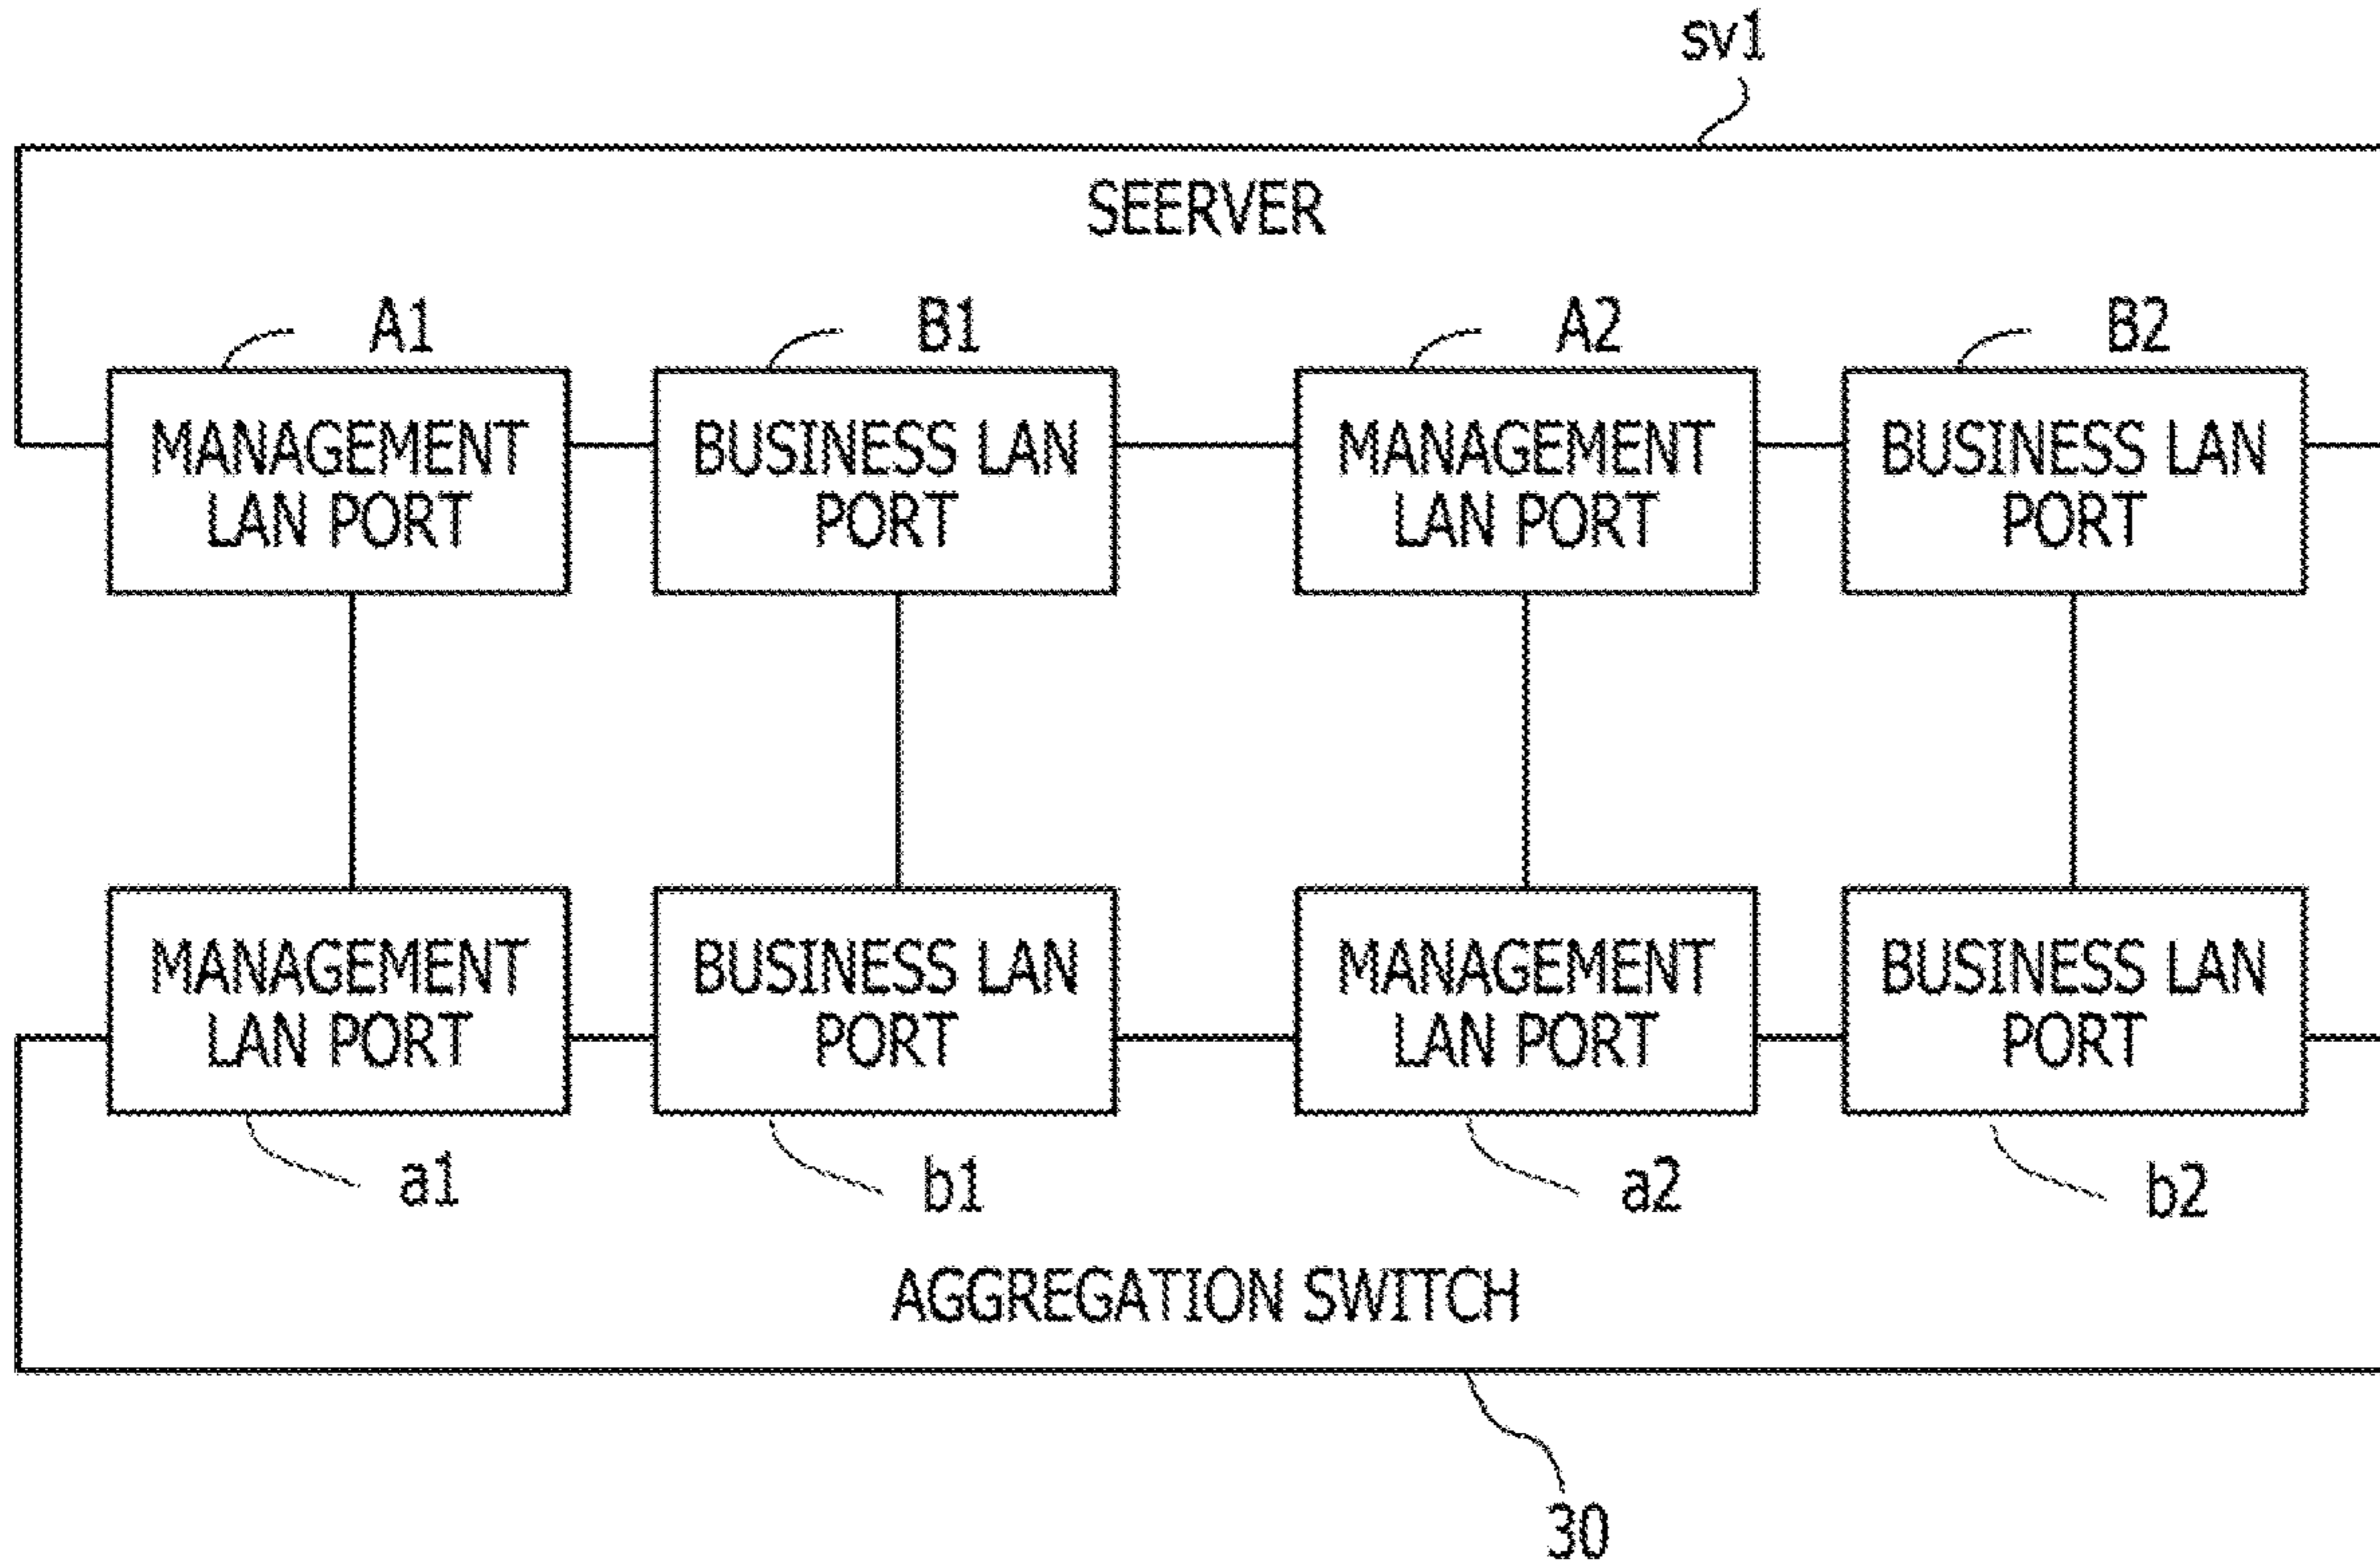 sv1
SEERVER
A1
B1
A2
B2
MANAGEMENT
LAN PORT
BUSINESS LAN
PORT
MANAGEMENT
LAN PORT
BUSINESS LAN
PORT
MANAGEMENT
LAN PORT
BUSINESS LAN
PORT
MANAGEMENT
LAN PORT
BUSINESS LAN
PORT
a1
b1
a2
b2
AGGREGATION SWITCH
30